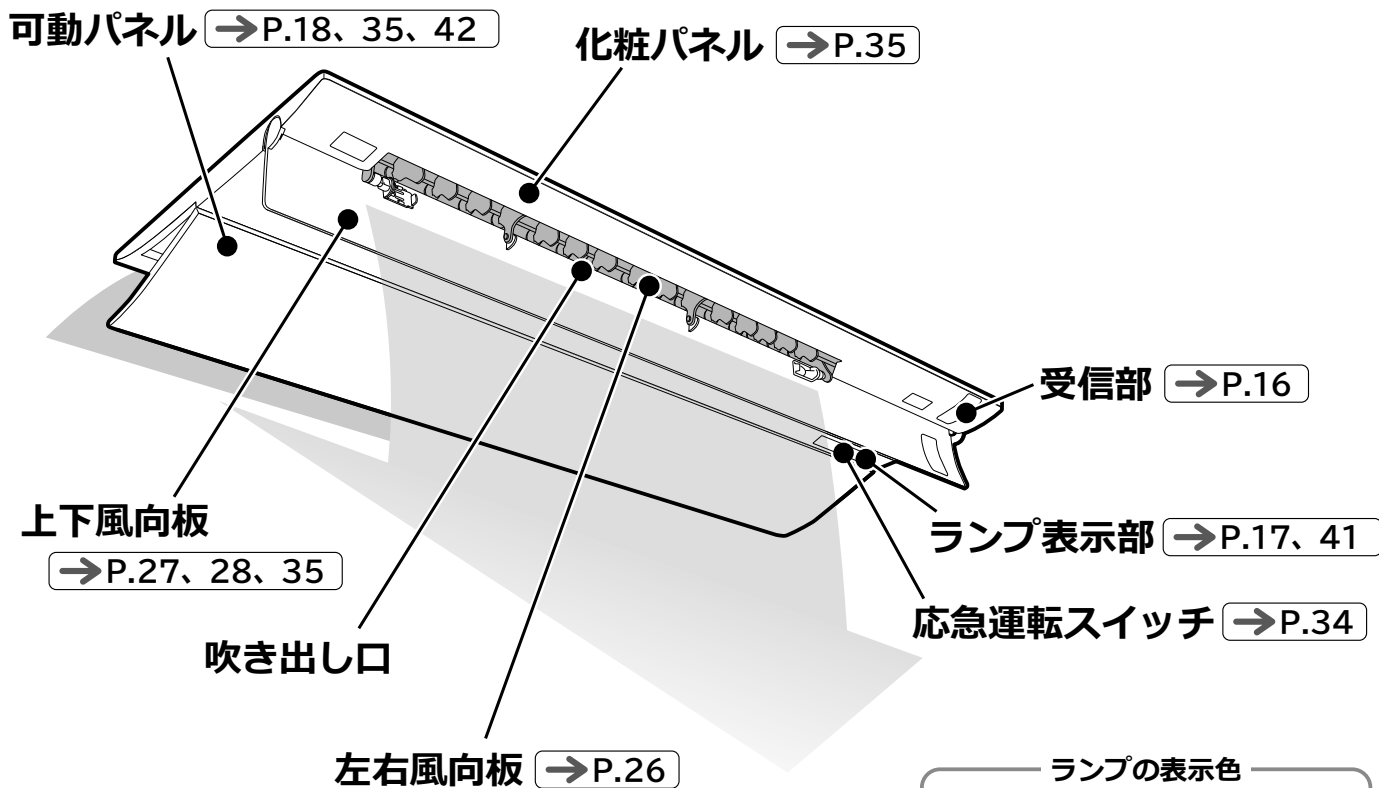 可動パネル →P.18、35、42
化粧パネル →P.35
受信部 →P.16
上下風向板
→P.27、28、35
ランプ表示部 →P.17、41
応急運転スイッチ →P.34
吹き出し口
左右風向板 →P.26
ランプの表示色